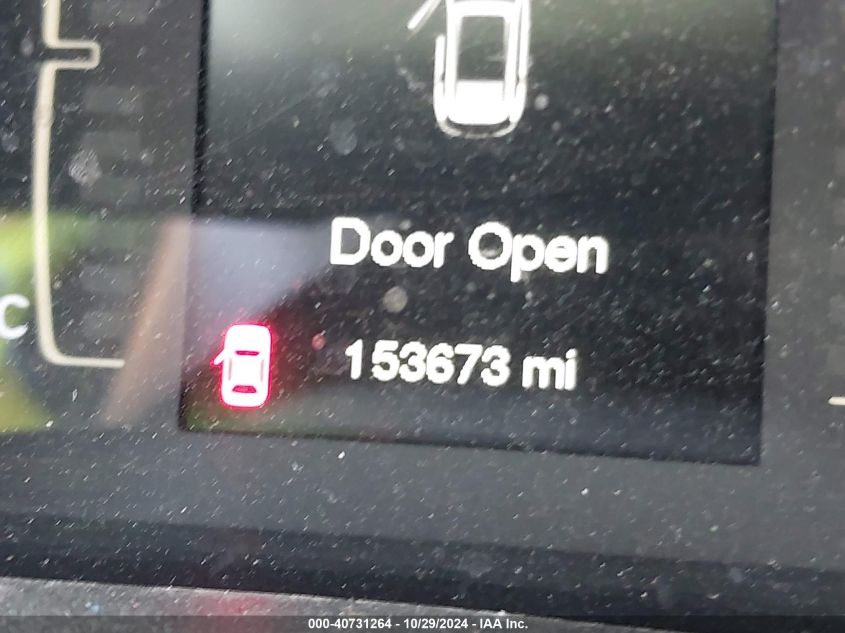 Door Open
C
153673 mi
000-40731264 - 10/29/2024 - IAA Inc.